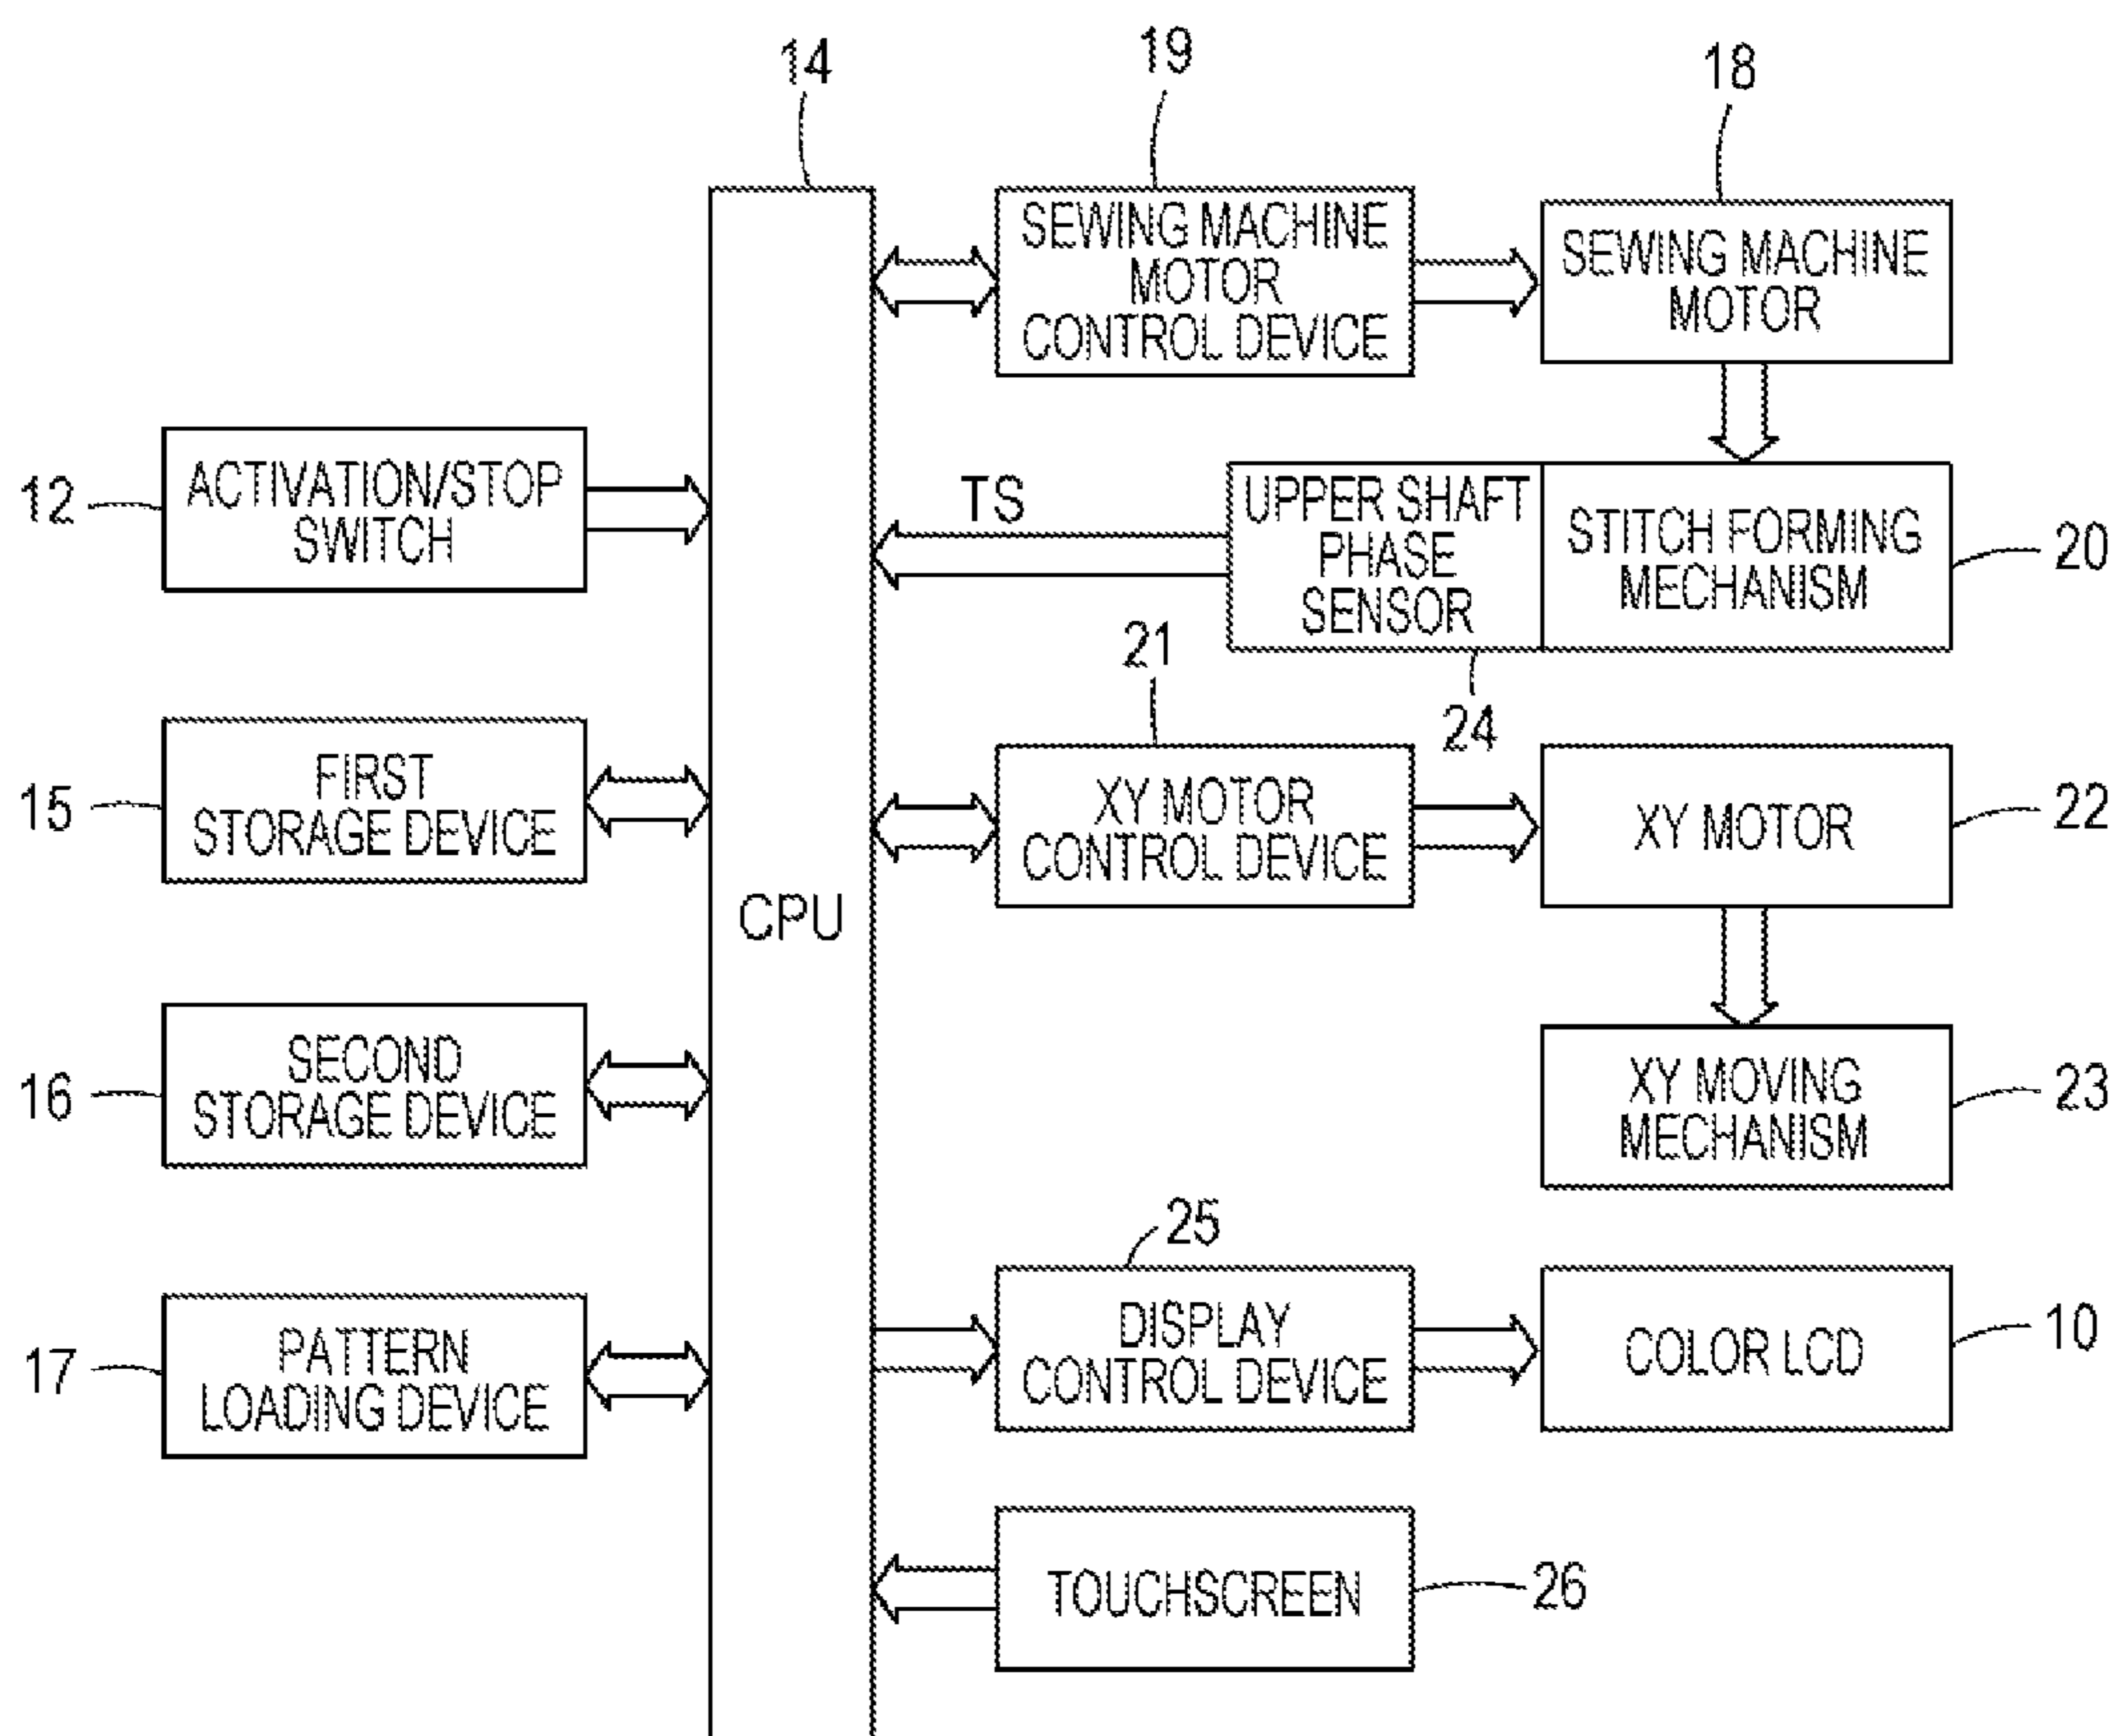 14
19
18
SEWING MACHINE
MOTOR
CONTROL DEVICE
SEWING MACHINE
MOTOR
12
ACTIVATION/STOP
SWITCH
TS
UPPER SHAFT
PHASE
SENSOR
STITCH FORMING
MECHANISM
20
21
24
15
FIRST
STORAGE DEVICE
XY MOTOR
CONTROL DEVICE
XY MOTOR
22
CPU
16
SECOND
STORAGE DEVICE
XY MOVING
MECHANISM
23
25
17
PATTERN
LOADING DEVICE
DISPLAY
CONTROL DEVICE
COLOR LCD
10
TOUCHSCREEN
26